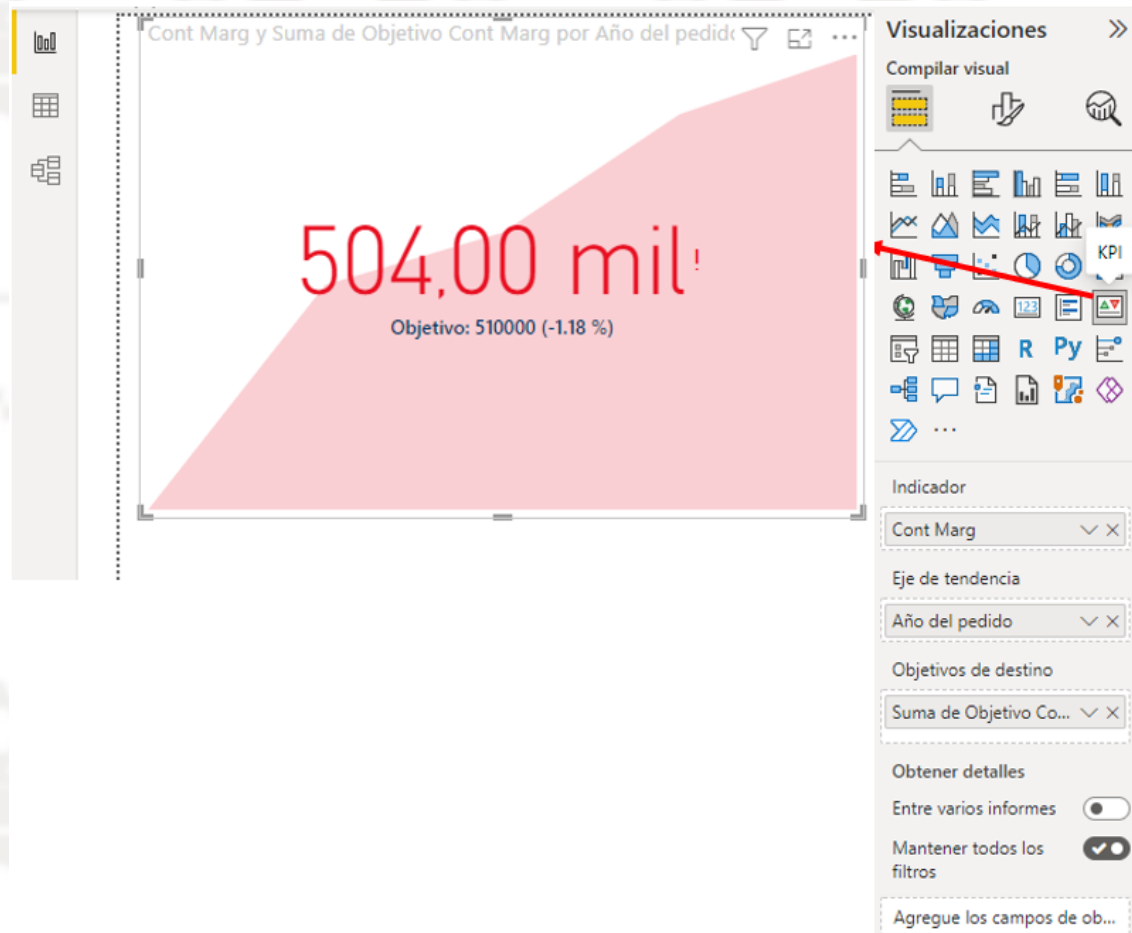 Cont Marg y Suma de Objetivo Cont Marg por Año del pedido
504,00 mil!
Objetivo: 510000 (-1.18 %)
Visualizaciones
Compilar visual
KPI
123
R Py
...
Indicador
Cont Marg
Eje de tendencia
Año del pedido
Objetivos de destino
Suma de Objetivo Co...
Obtener detalles
Entre varios informes
Mantener todos los
filtros
Agregue los campos de ob...